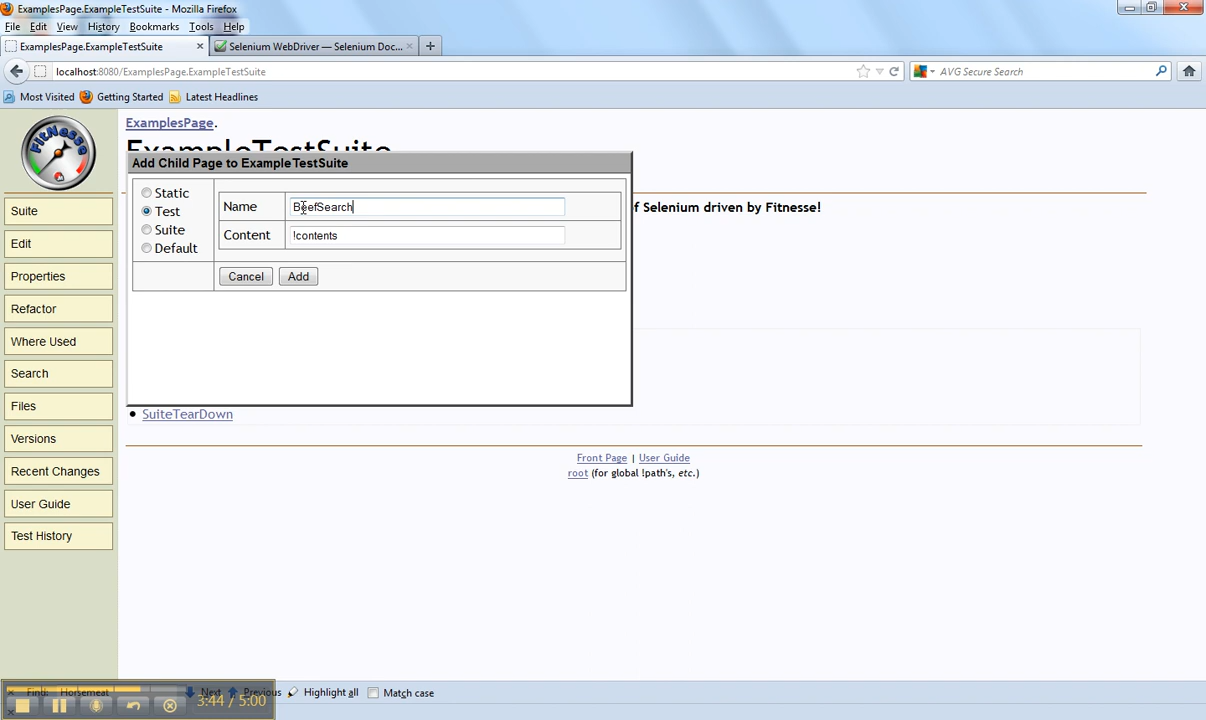 ExamplesPage.ExampleTestSuite - Mozilla Firefox
File Edit View History Bookmarks Tools Help
ExamplesPage.ExampleTestSuite
Selenium WebDriver — Selenium Doc...
localhost:8080/ExamplesPage.ExampleTestSuite
AVG Secure Search
Most Visited Getting Started Latest Headlines
FitNesse
ExamplesPage.
ExampleTestSuite
Add Child Page to ExampleTestSuite
Static
Test
Suite
Default
Name BeefSearch
Content !contents
Cancel Add
f Selenium driven by Fitnesse!
Suite
Edit
Properties
Refactor
Where Used
Search
Files
Versions
Recent Changes
User Guide
Test History
SuiteTearDown
Front Page | User Guide
root (for global !path's, etc.)
Find: Horsemeat Next Previous Highlight all Match case
3:44 / 5:00